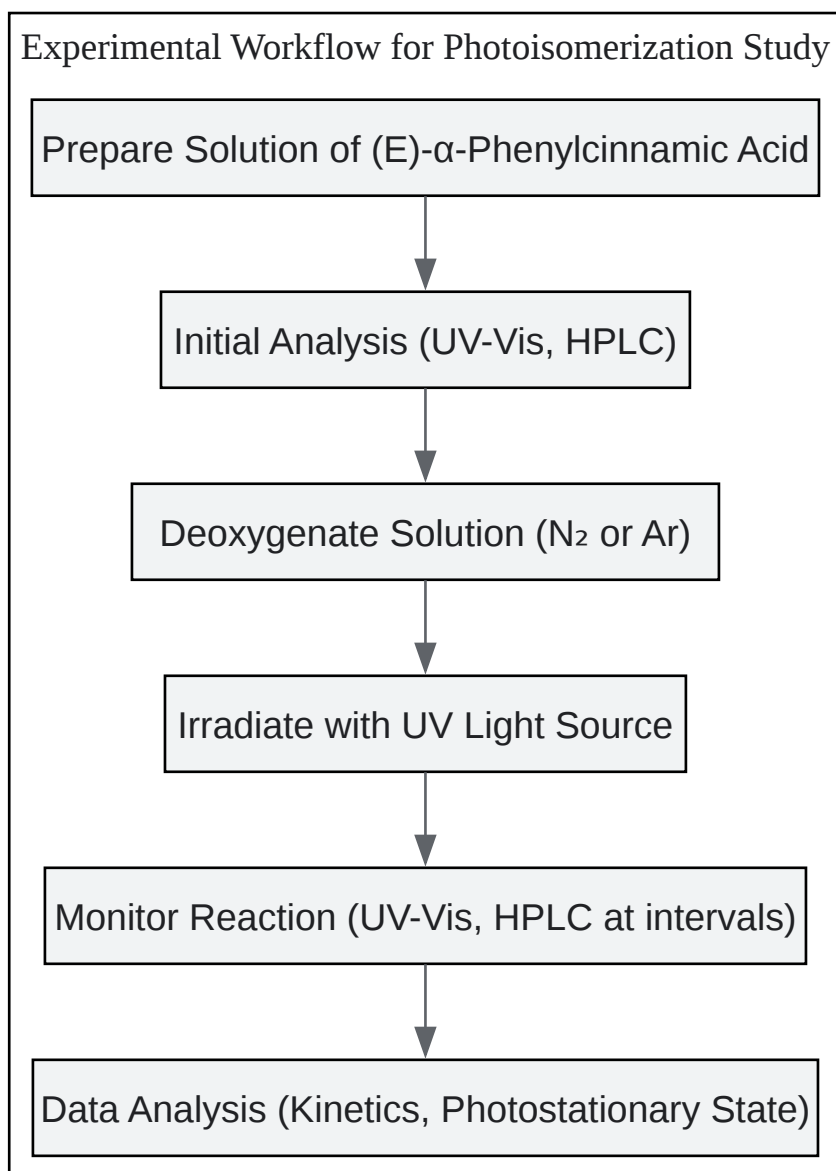 Experimental Workflow for Photoisomerization Study
Prepare Solution of (E)-α-Phenylcinnamic Acid
Initial Analysis (UV-Vis, HPLC)
Deoxygenate Solution (N₂ or Ar)
Irradiate with UV Light Source
Monitor Reaction (UV-Vis, HPLC at intervals)
Data Analysis (Kinetics, Photostationary State)